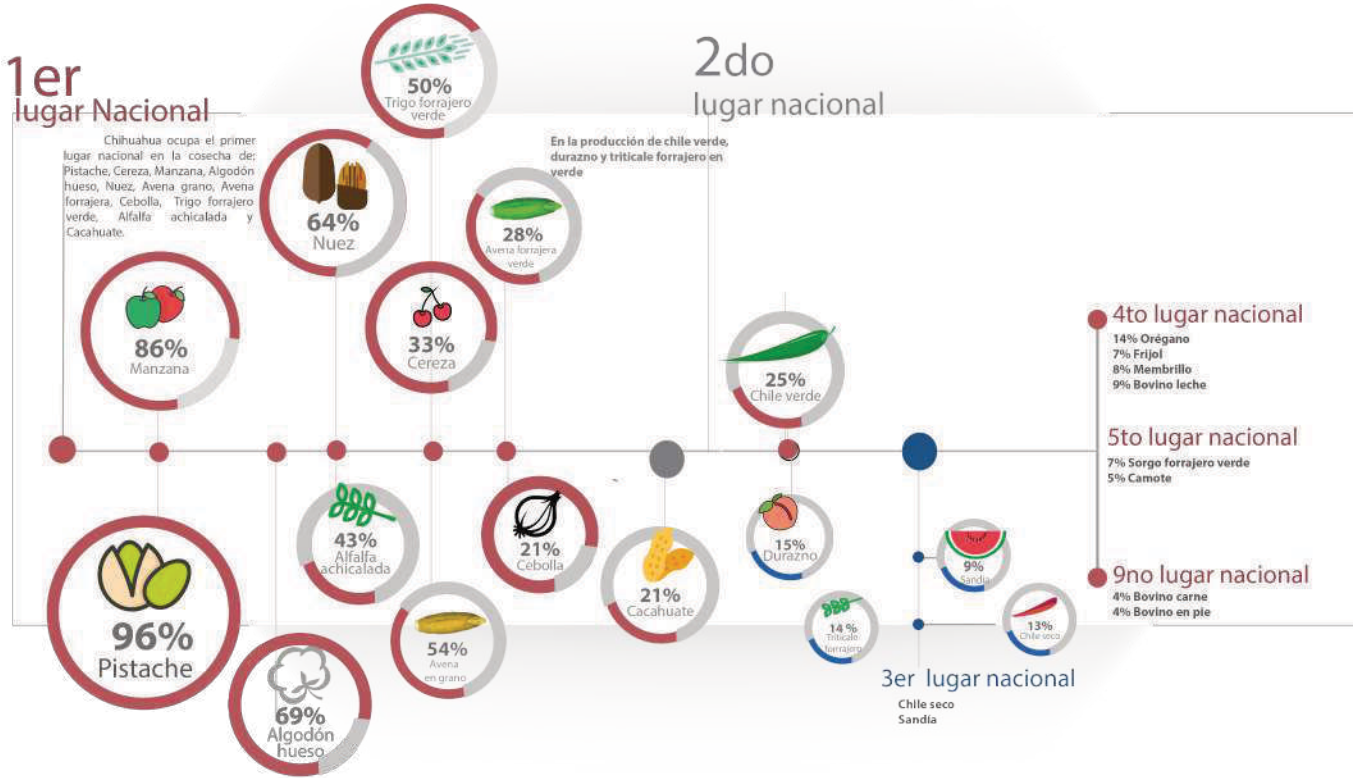 1er
lugar Nacional
Chihuahua ocupa el primer
lugar nacional en la cosecha de:
Pistache, Cereza, Manzana, Algodón
hueso, Nuez, Avena grano, Avena
forrajera, Cebolla, Trigo forrajero
verde, Alfalfa achicalada y
Cacahuate.
50%
Trigo forrajero
verde
64%
Nuez
28%
Avena forrajera
verde
86%
Manzana
33%
Cereza
96%
Pistache
43%
Alfalfa
achicalada
21%
Cebolla
69%
Algodón
hueso
54%
Avena
en grano
21%
Cacahuate
2do
lugar nacional
En la producción de chile verde,
durazno y triticale forrajero en
verde
25%
Chile verde
15%
Durazno
14 %
Triticale
forrrajero
9%
Sandía
13%
Chile seco
3er lugar nacional
Chile seco
Sandía
4to lugar nacional
14% Orégano
7% Frijol
8% Membrillo
9% Bovino leche
5to lugar nacional
7% Sorgo forrajero verde
5% Camote
9no lugar nacional
4% Bovino carne
4% Bovino en pie